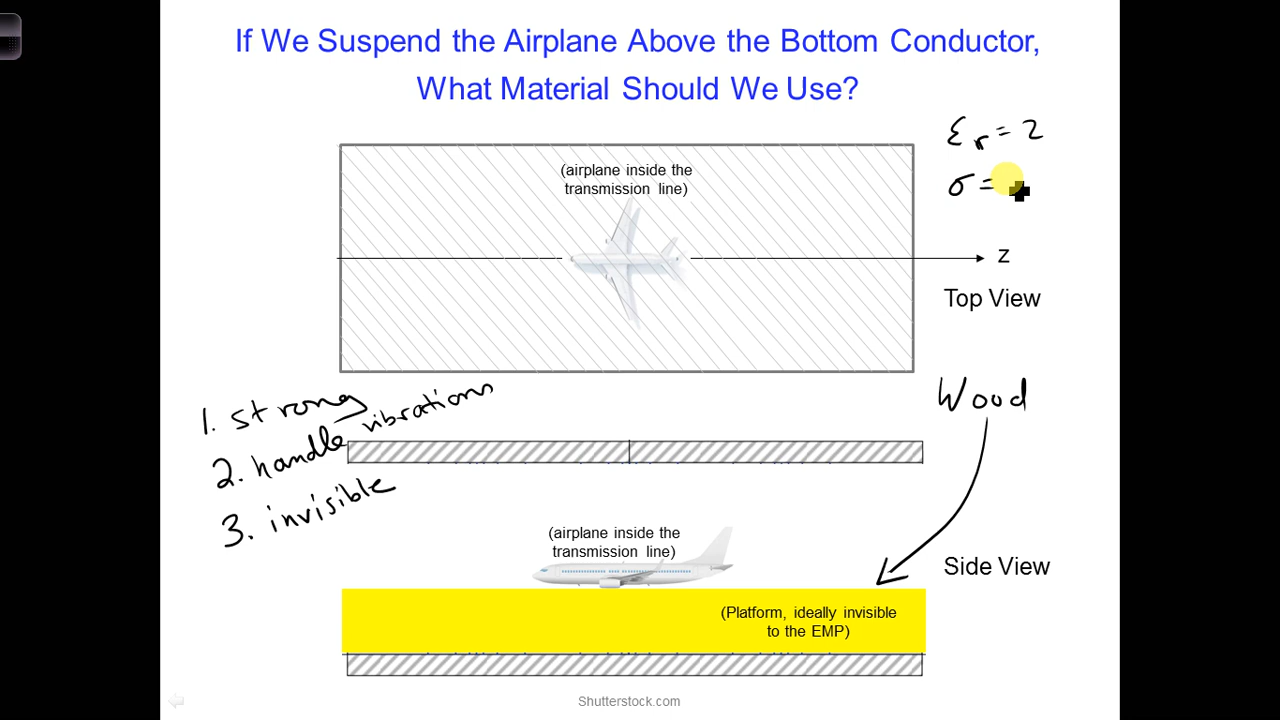 If We Suspend the Airplane Above the Bottom Conductor,
What Material Should We Use?
εr = 2
σ =
(airplane inside the
transmission line)
z
Top View
Wood
1. strong
2. handle vibrations
3. invisible
(airplane inside the
transmission line)
Side View
(Platform, ideally invisible
to the EMP)
Shutterstock.com